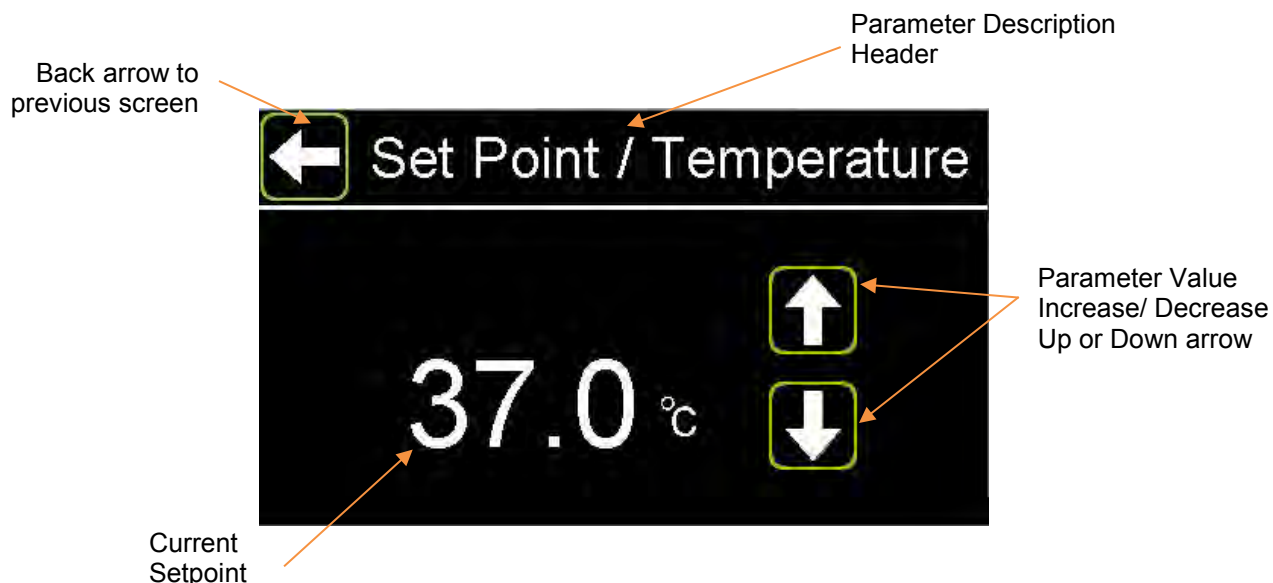 Parameter Description
Header
Back arrow to
previous screen
Set Point / Temperature
Parameter Value
Increase/ Decrease
Up or Down arrow
37.0 °C
Current
Setpoint